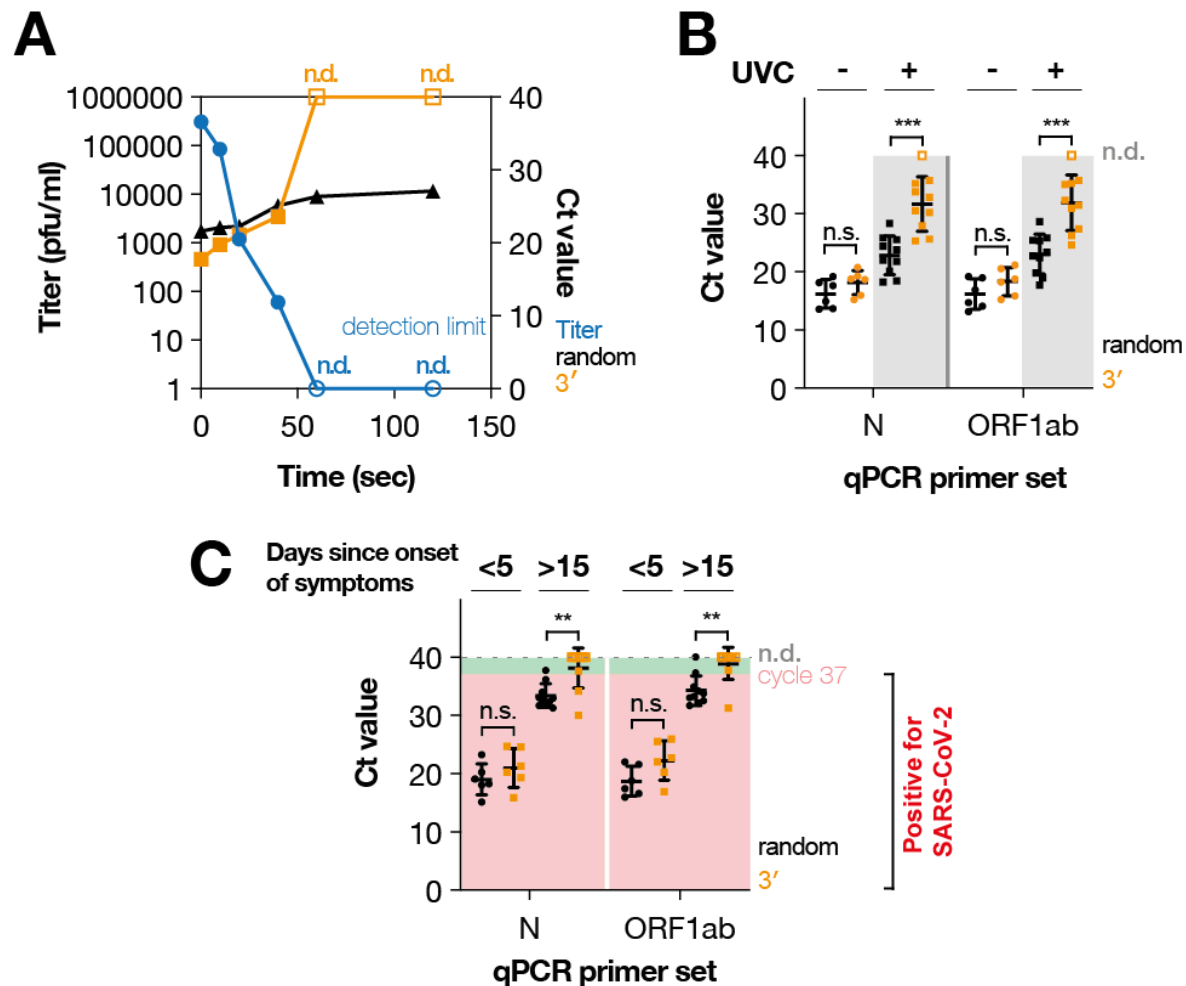 A
n.d. n.d.
1000000
100000
10000
1000
100
10
1
Titer (pfu/ml)
40
30
20
10
0
Ct value
detection limit
n.d. n.d.
Titer
random
3′
0 50 100 150
Time (sec)
B
UVC - + - +
*** ***
n.s. n.s.
n.d.
40
30
20
10
0
Ct value
random
3′
N ORF1ab
qPCR primer set
C
Days since onset
of symptoms
<5 >15 <5 >15
** **
n.s. n.s.
n.d.
cycle 37
40
30
20
10
0
Ct value
random
3′
Positive for
SARS-CoV-2
N ORF1ab
qPCR primer set